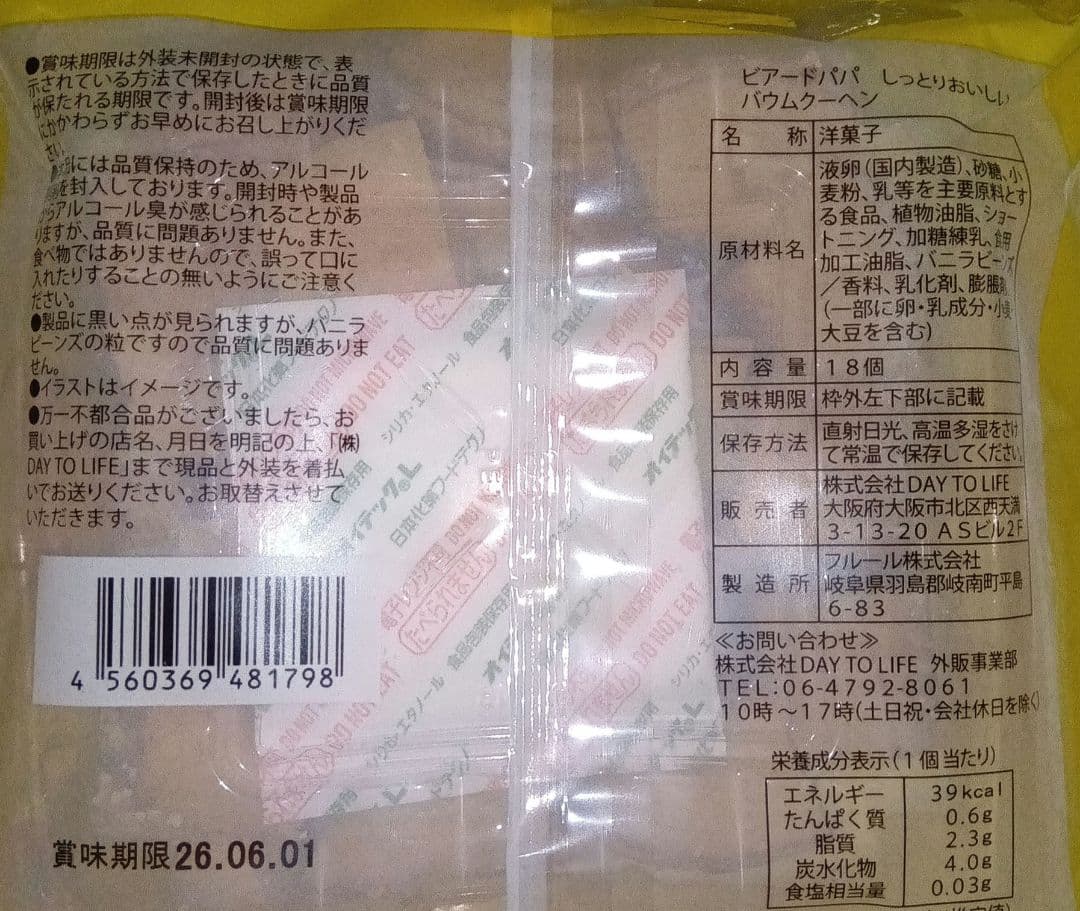 ●賞味期限は外装未開封の状態で、表
示されている方法で保存したときに品質
が保たれる期限です。開封後は賞味期限
にかかわらずお早めにお召し上がりくだ
さい。
には品質保持のため、アルコール
を封入しております。開封時や製品
からアルコール臭が感じられることがあ
りますが、品質に問題ありません。また、
食べ物ではありませんので、誤って口に
入れたりすることの無いようにご注意く
ださい。
●製品に黒い点が見られますが、バニラ
ビーンズの粒ですので品質に問題ありま
せん。
●イラストはイメージです。
●万一不都合品がございましたら、お
買い上げの店名、月日を明記の上、「㈱
DAY TO LIFE」まで現品と外装を着払
いでお送りください。お取替えさせて
いただきます。
4 560369 481798
賞味期限26.06.01
ビアードパパ しっとりおいしい
バウムクーヘン
名称 洋菓子
原材料名 液卵(国内製造)、砂糖、小
麦粉、乳等を主要原料とす
る食品、植物油脂、ショー
トニング、加糖練乳、食用
加工油脂、バニラビーンズ
/香料、乳化剤、膨脹剤、
(一部に卵・乳成分・小麦・
大豆を含む)
内容量 18個
賞味期限 枠外左下部に記載
保存方法 直射日光、高温多湿をさけ
て常温で保存してください。
販売者 株式会社DAY TO LIFE
大阪府大阪市北区西天満
3-13-20 ASビル2F
製造所 フルール株式会社
岐阜県羽島郡岐南町平島
6-83
≪お問い合わせ≫
株式会社DAY TO LIFE 外販事業部
TEL:06-4792-8061
10時～17時(土日祝・会社休日を除く)
栄養成分表示(1個当たり)
エネルギー 39kcal
たんぱく質 0.6g
脂質 2.3g
炭水化物 4.0g
食塩相当量 0.03g
シリカ・エタノール
オイテック®L
日本化薬フードテクノ
食品包装保存用
たべられません
DO NOT EAT
DO NOT MICROWAVE